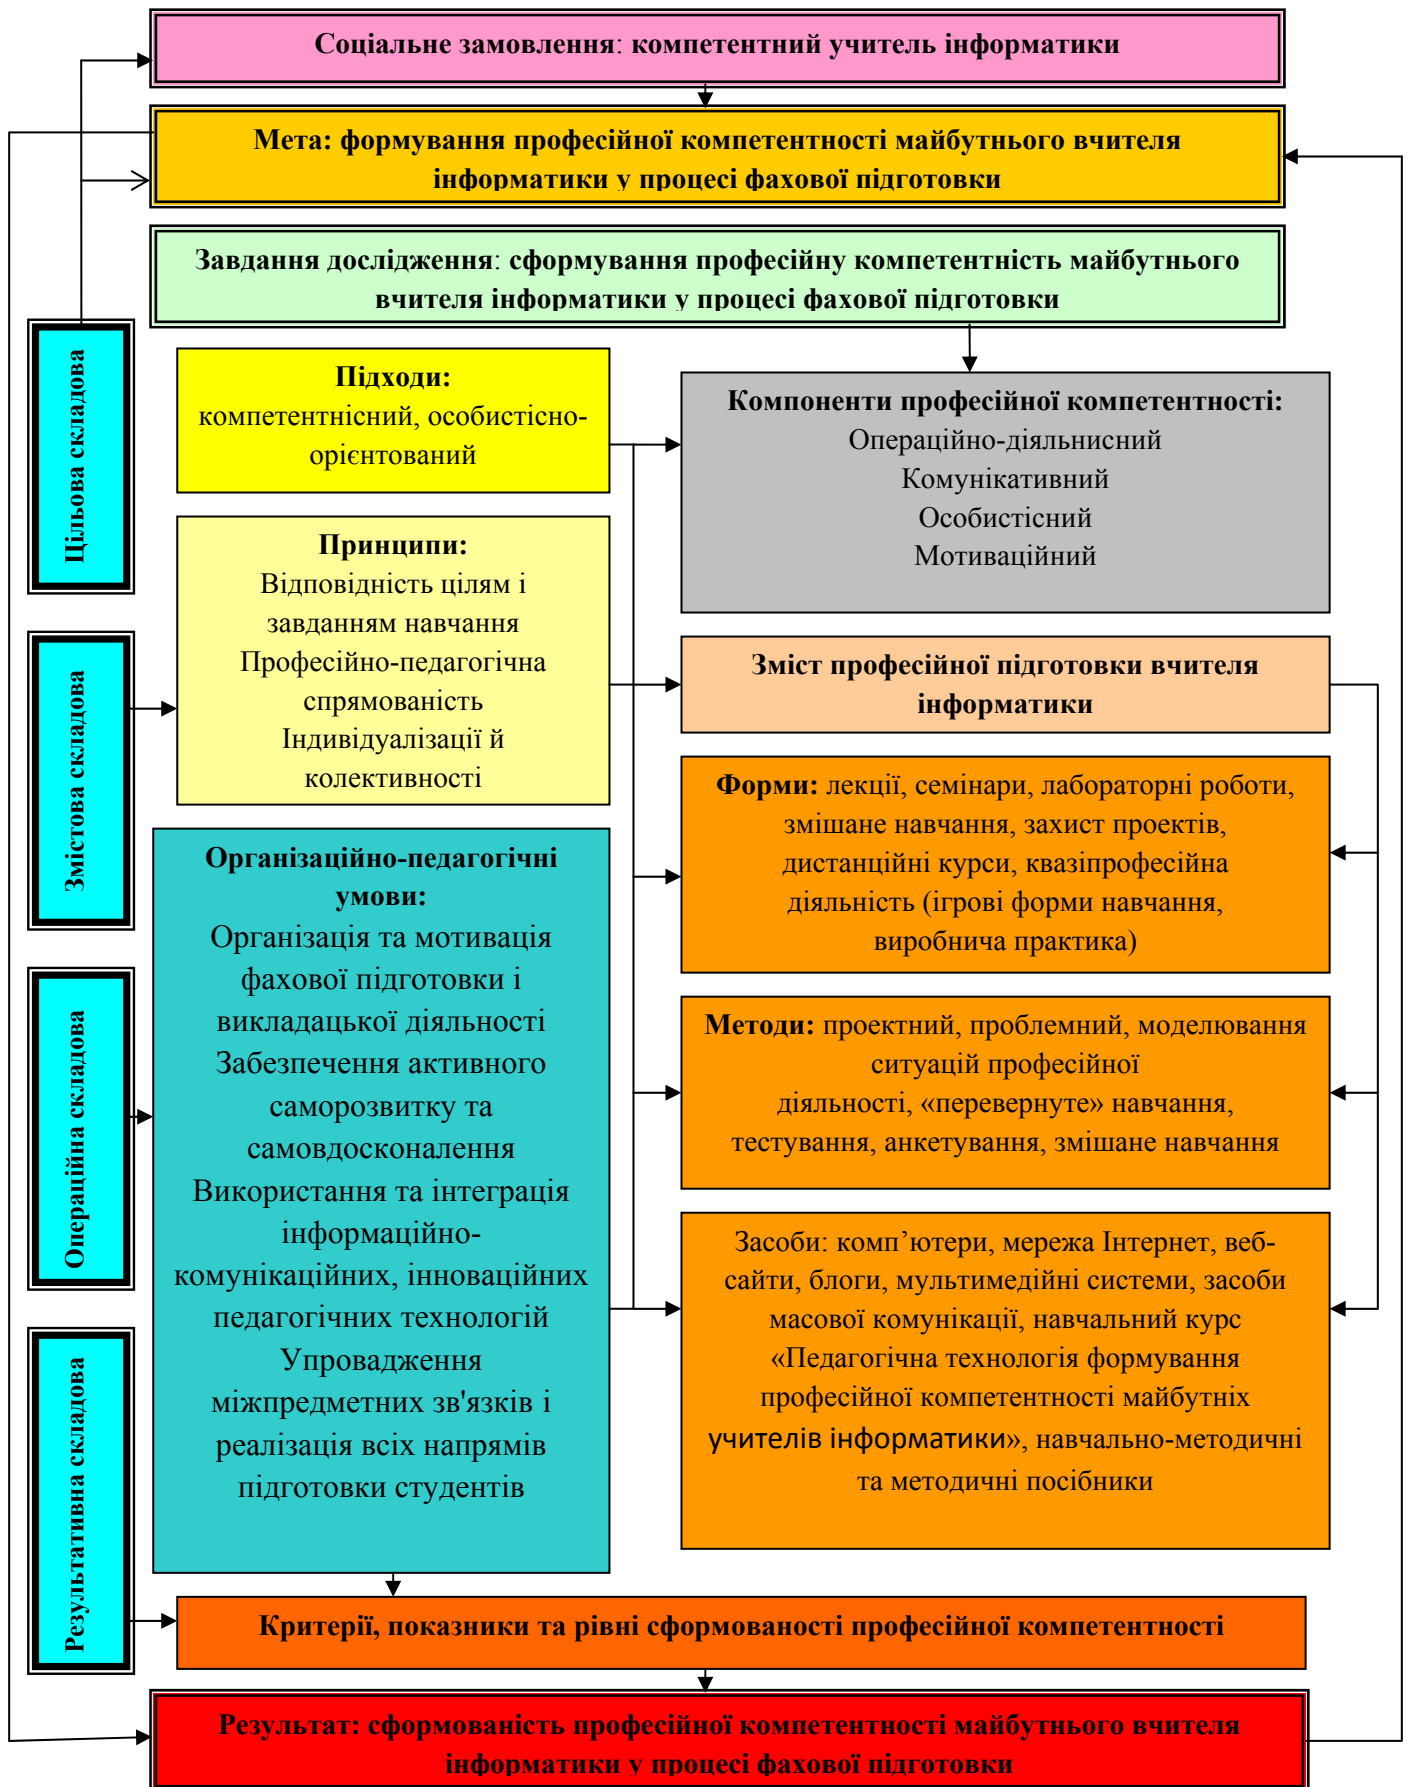 Соціальне замовлення: компетентний учитель інформатики
Мета: формування професійної компетентності майбутнього вчителя
інформатики у процесі фахової підготовки
Завдання дослідження: сформування професійну компетентність майбутнього
вчителя інформатики у процесі фахової підготовки
Цільова складова
Підходи:
компетентнісний, особистісно-
орієнтований
Компоненти професійної компетентності:
Операційно-діяльнисний
Комунікативний
Особистісний
Мотиваційний
Змістова складова
Принципи:
Відповідність цілям і
завданням навчання
Професійно-педагогічна
спрямованість
Індивідуалізації й
колективності
Зміст професійної підготовки вчителя
інформатики
Форми: лекції, семінари, лабораторні роботи,
змішане навчання, захист проектів,
дистанційні курси, квазіпрофесійна
діяльність (ігрові форми навчання,
виробнича практика)
Операційна складова
Організаційно-педагогічні
умови:
Організація та мотивація
фахової підготовки і
викладацької діяльності
Забезпечення активного
саморозвитку та
самовдосконалення
Використання та інтеграція
інформаційно-
комунікаційних, інноваційних
педагогічних технологій
Упровадження
міжпредметних зв'язків і
реалізація всіх напрямів
підготовки студентів
Методи: проектний, проблемний, моделювання
ситуацій професійної
діяльності, «перевернуте» навчання,
тестування, анкетування, змішане навчання
Засоби: комп’ютери, мережа Інтернет, веб-
сайти, блоги, мультимедійні системи, засоби
масової комунікації, навчальний курс
«Педагогічна технологія формування
професійної компетентності майбутніх
учителів інформатики», навчально-методичні
та методичні посібники
Результативна складова
Критерії, показники та рівні сформованості професійної компетентності
Результат: сформованість професійної компетентності майбутнього вчителя
інформатики у процесі фахової підготовки